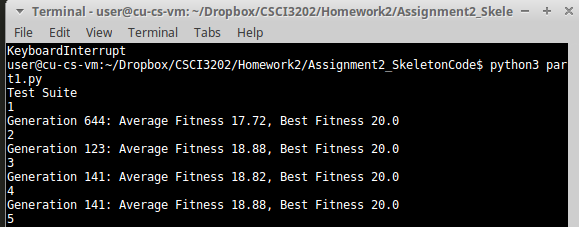 Terminal - user@cu-cs-vm: ~/Dropbox/CSCI3202/Homework2/Assignment2_Skele
File Edit View Terminal Tabs Help
KeyboardInterrupt
user@cu-cs-vm:~/Dropbox/CSCI3202/Homework2/Assignment2_SkeletonCode$ python3 par
t1.py
Test Suite
1
Generation 644: Average Fitness 17.72, Best Fitness 20.0
2
Generation 123: Average Fitness 18.88, Best Fitness 20.0
3
Generation 141: Average Fitness 18.82, Best Fitness 20.0
4
Generation 141: Average Fitness 18.88, Best Fitness 20.0
5